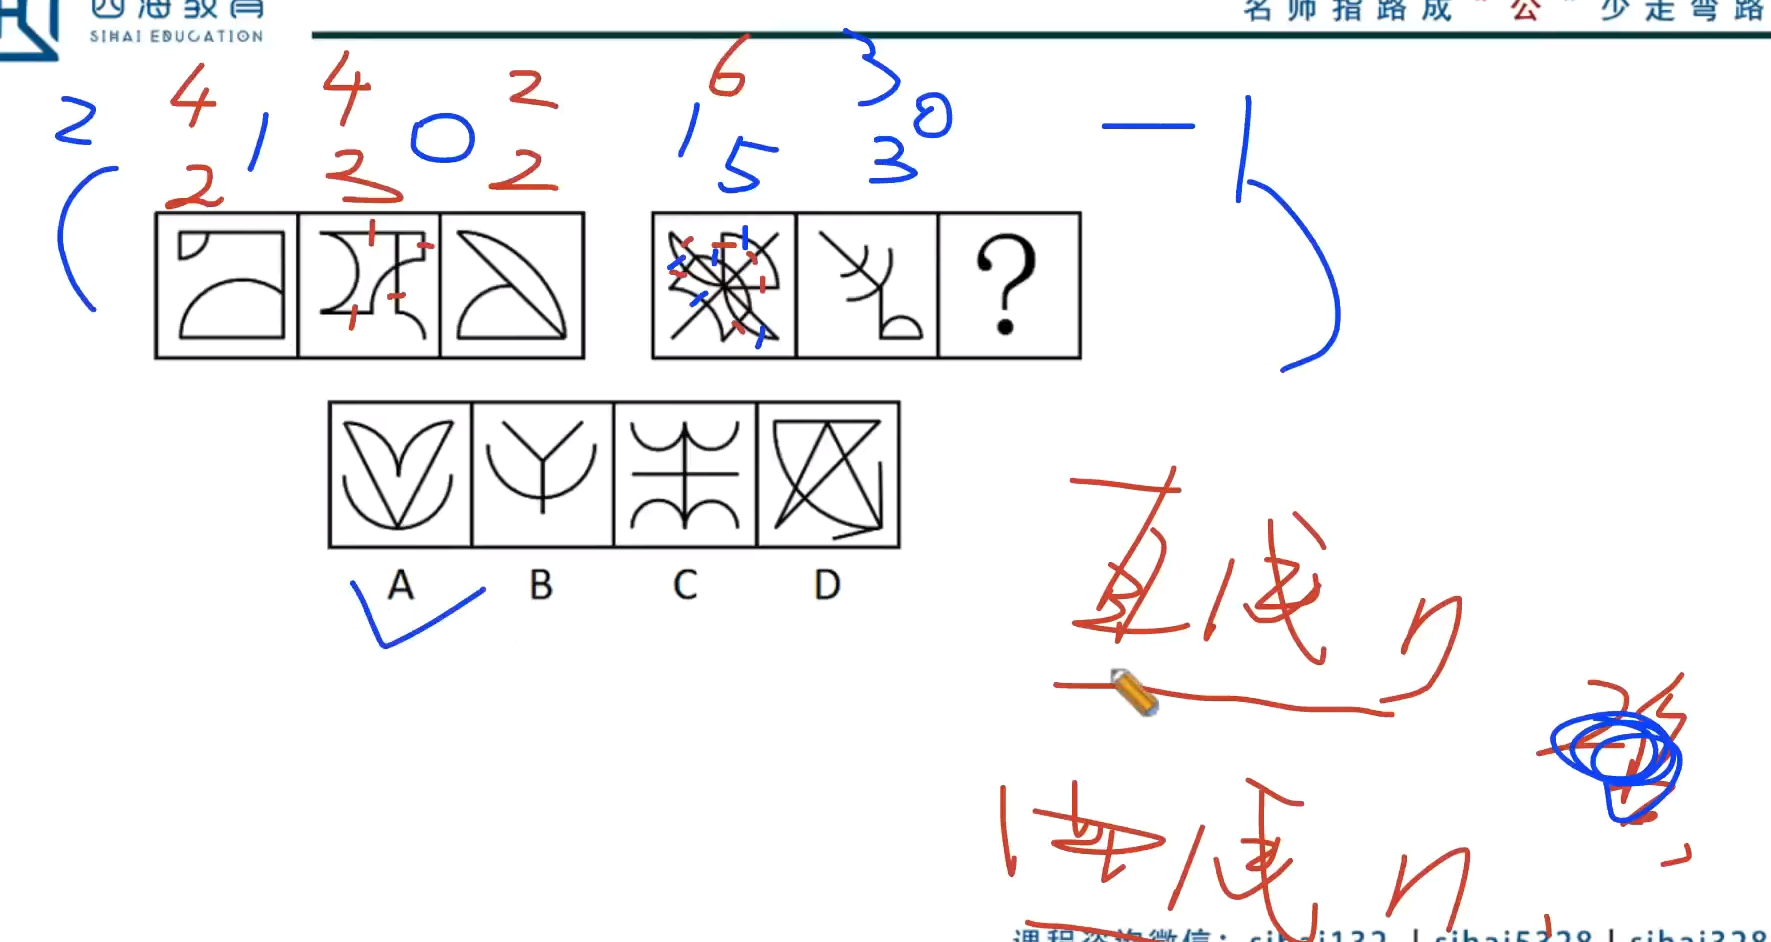 四海教育
SIHAI EDUCATION
名师指路成“公”少走弯路
4 4 2 6 3
2 1 0 1 0 — 1
2 3 2 5 3
?
A B C D
直线 n
曲线 n
课程咨询微信：sihai132 | sihai5328 | sihai328